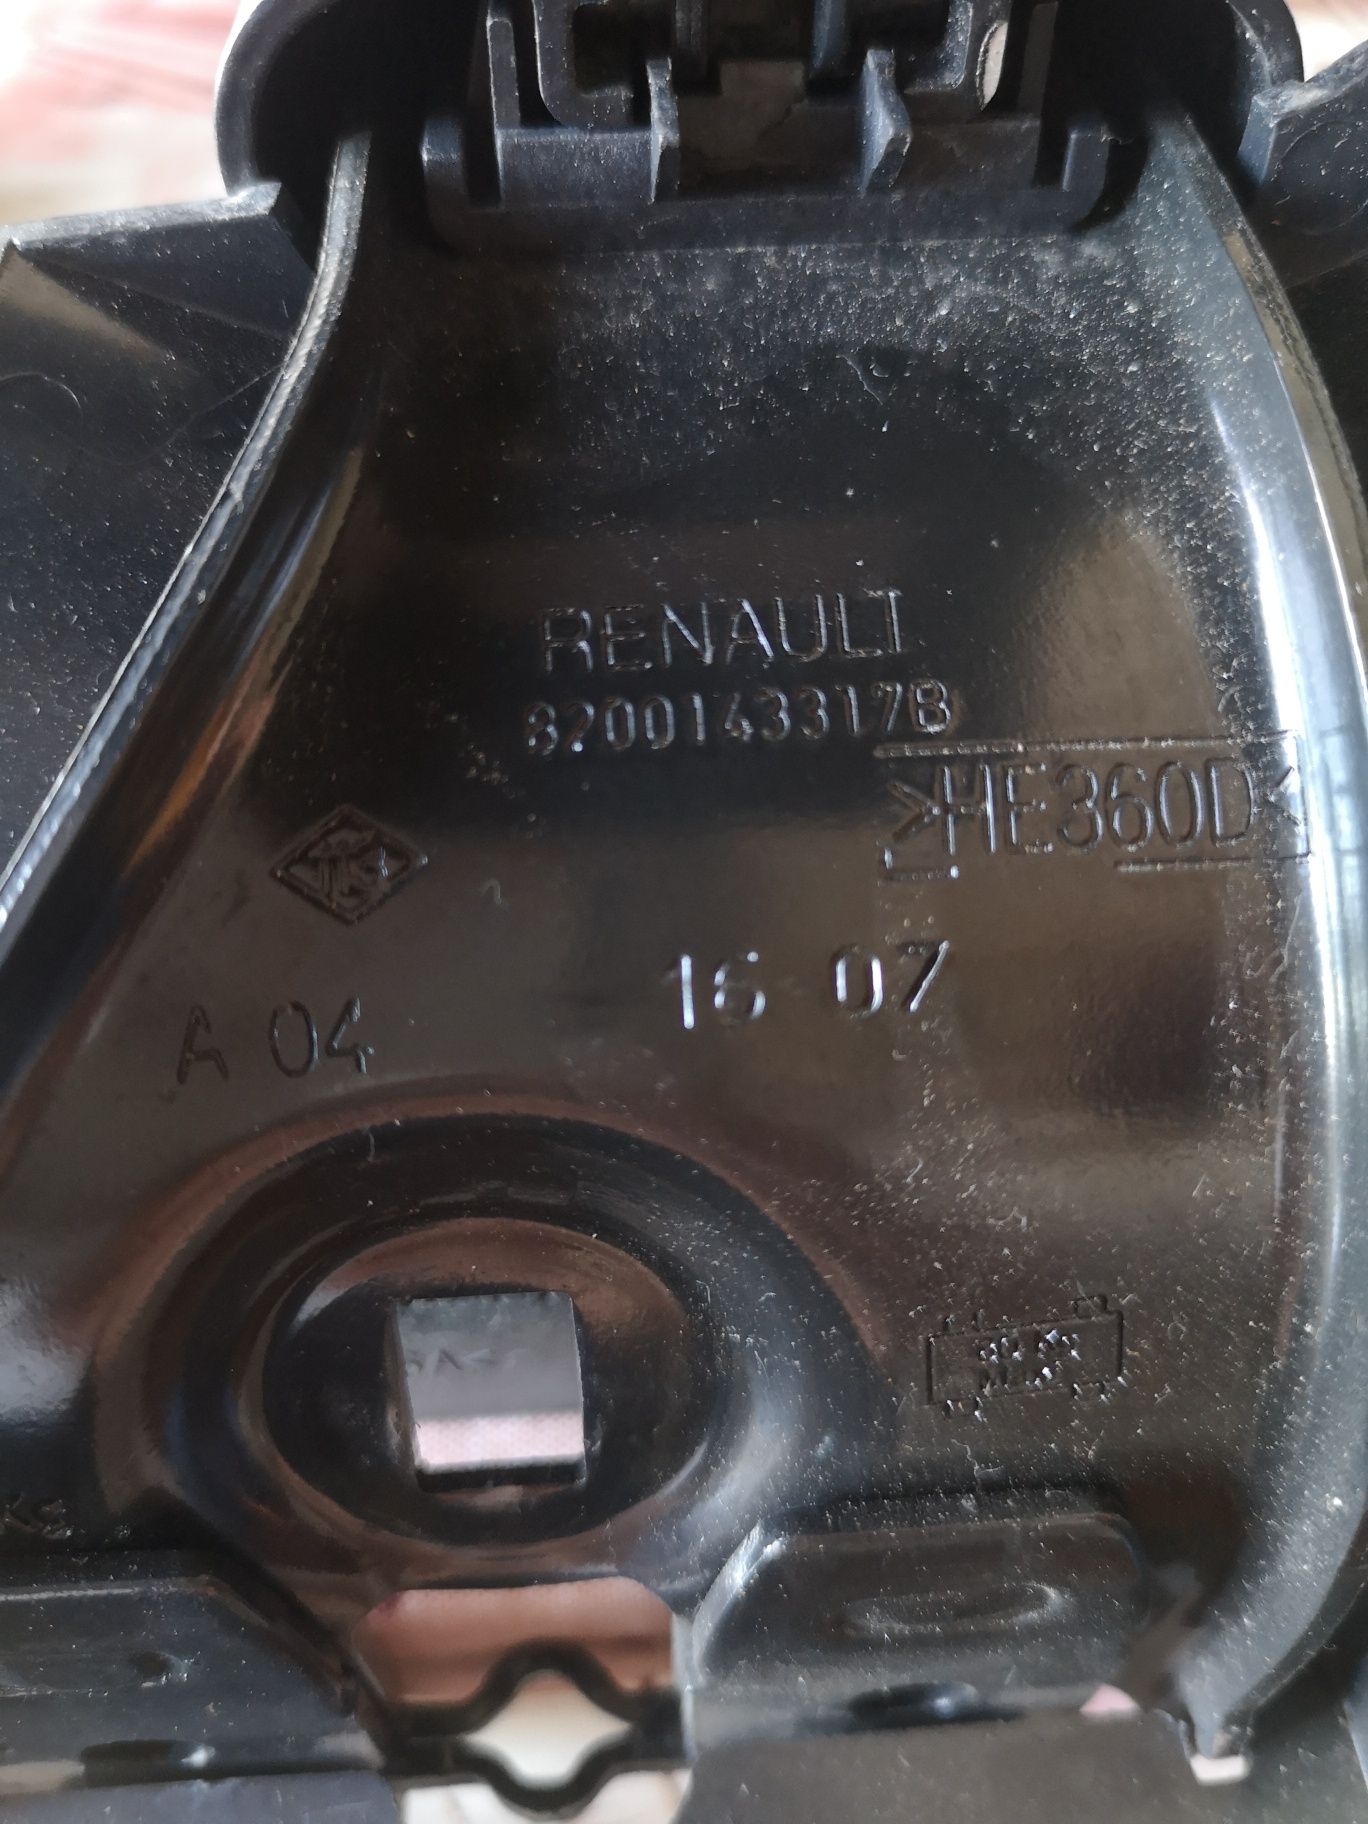 RENAULT
8200143317B
>HE360D<
16 07
A 04